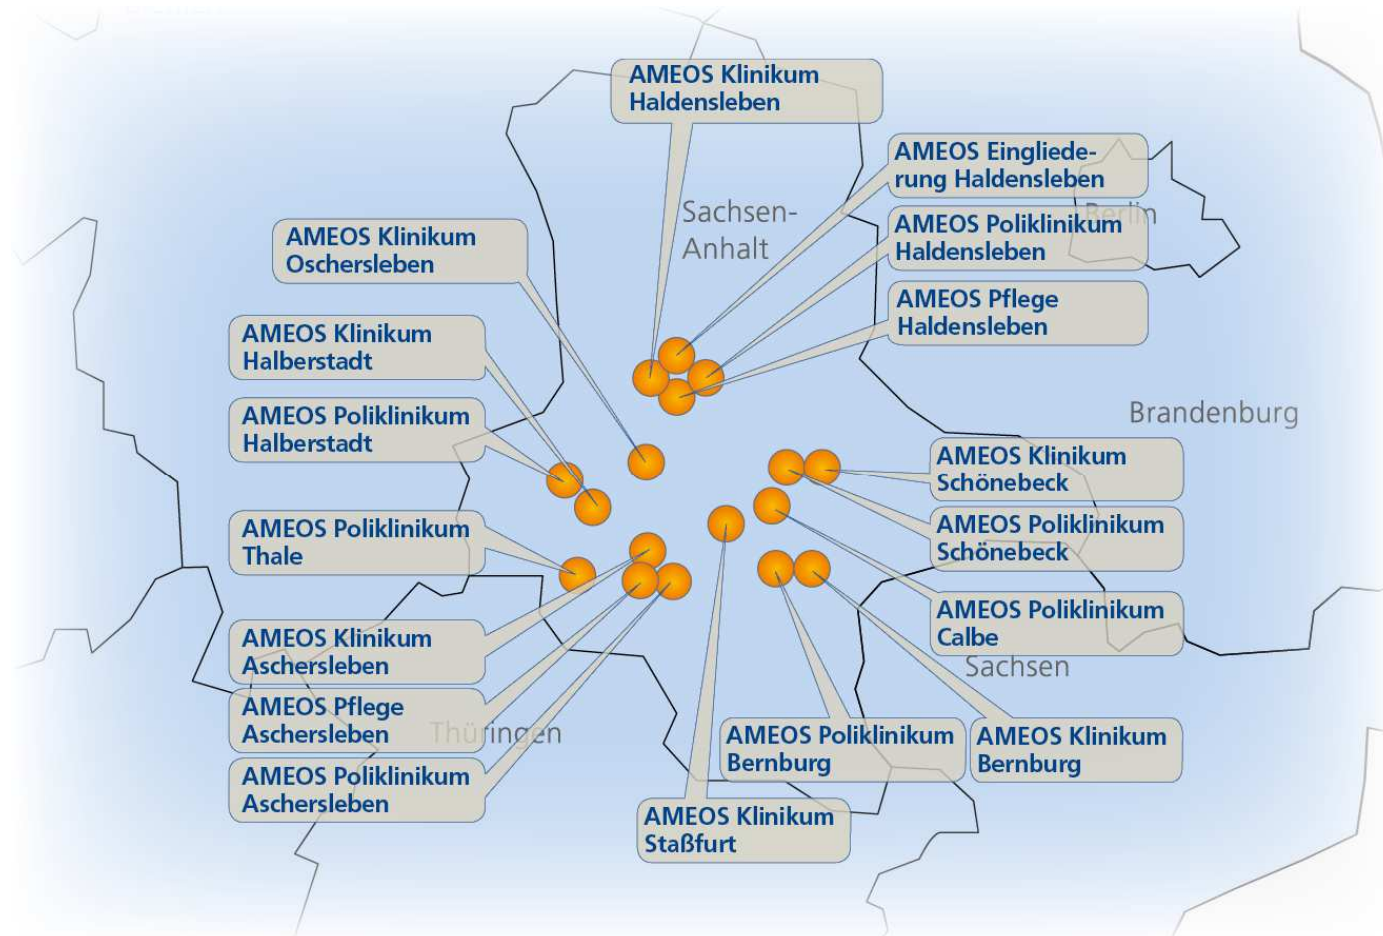 AMEOS Klinikum
Haldensleben
AMEOS Eingliede-
rung Haldensleben
Sachsen-
Anhalt
Berlin
AMEOS Poliklinikum
Haldensleben
AMEOS Klinikum
Oschersleben
AMEOS Pflege
Haldensleben
AMEOS Klinikum
Halberstadt
AMEOS Poliklinikum
Halberstadt
Brandenburg
AMEOS Klinikum
Schönebeck
AMEOS Poliklinikum
Thale
AMEOS Poliklinikum
Schönebeck
AMEOS Poliklinikum
Calbe
AMEOS Klinikum
Aschersleben
Sachsen
AMEOS Pflege
Aschersleben
Thüringen
AMEOS Poliklinikum
Bernburg
AMEOS Klinikum
Bernburg
AMEOS Poliklinikum
Aschersleben
AMEOS Klinikum
Staßfurt